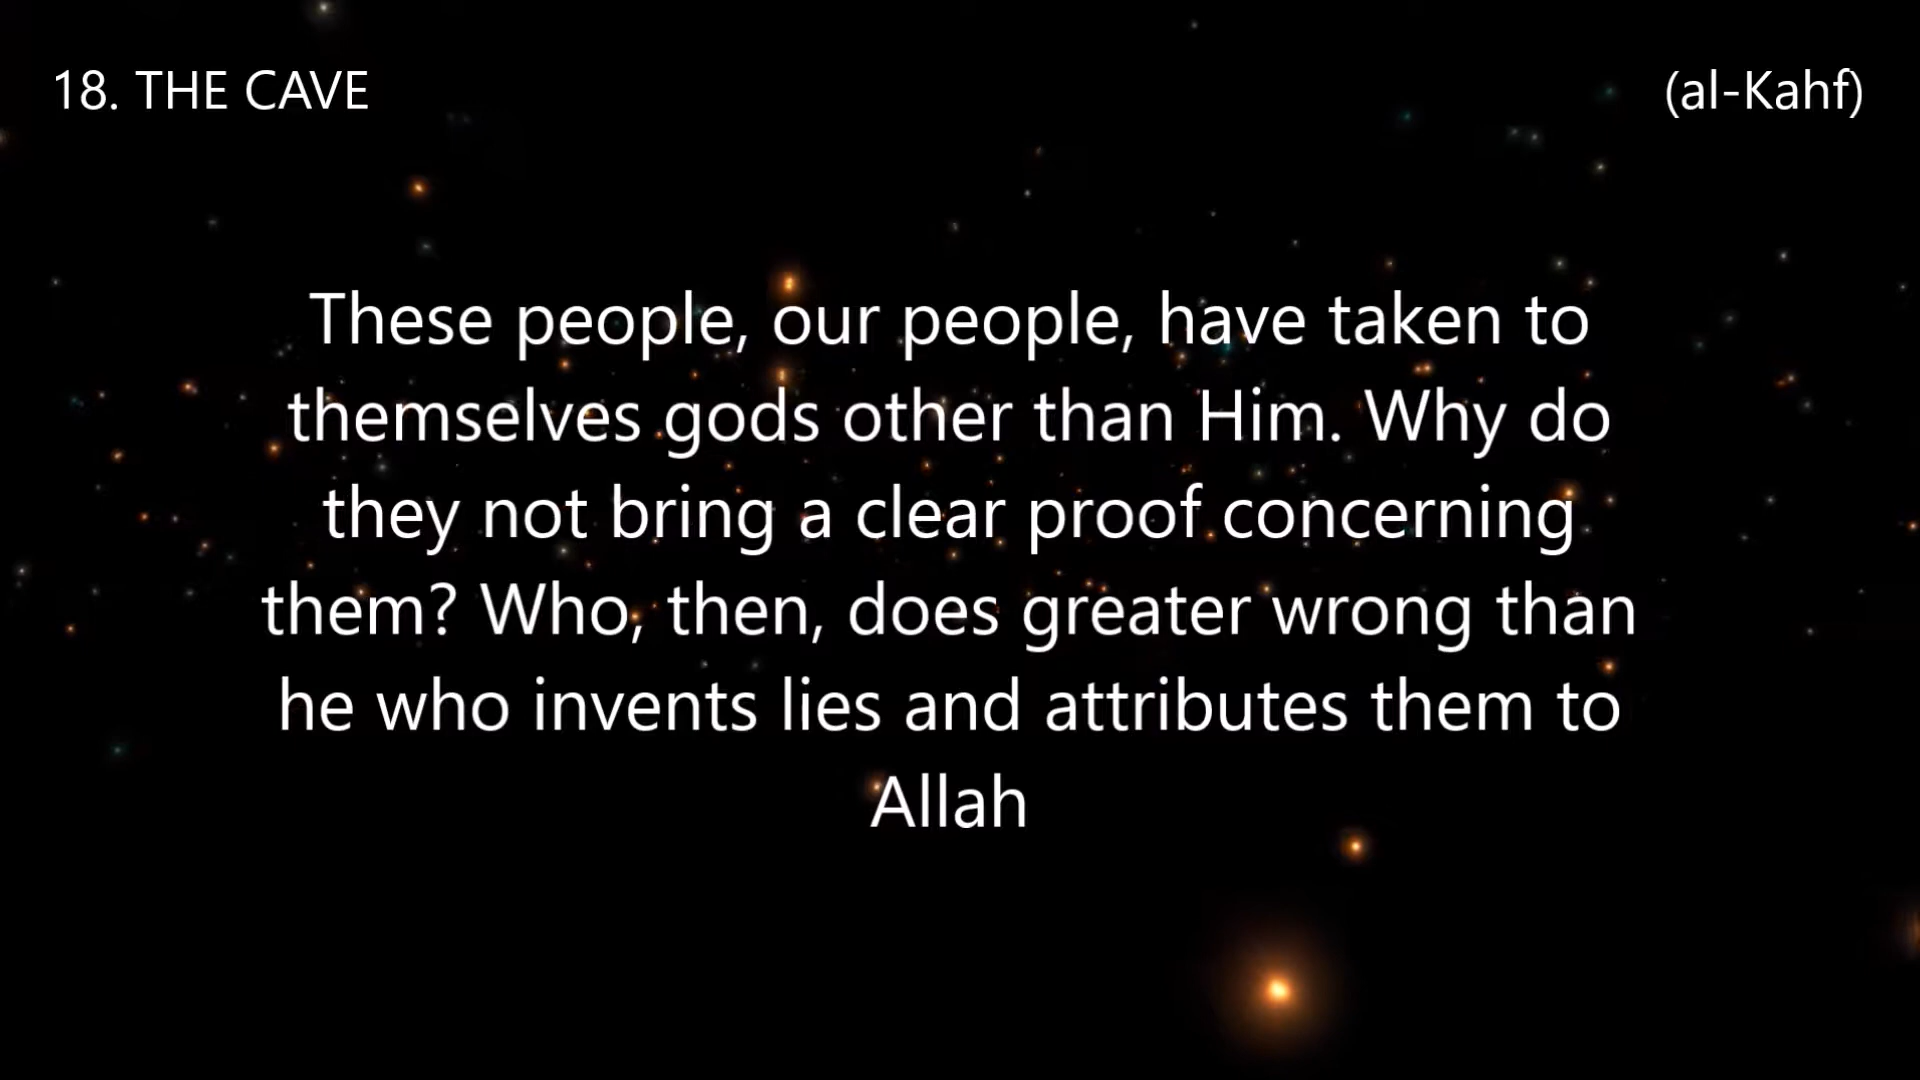 18. THE CAVE
(al-Kahf)
These people, our people, have taken to
themselves gods other than Him. Why do
they not bring a clear proof concerning
them? Who, then, does greater wrong than
he who invents lies and attributes them to
Allah